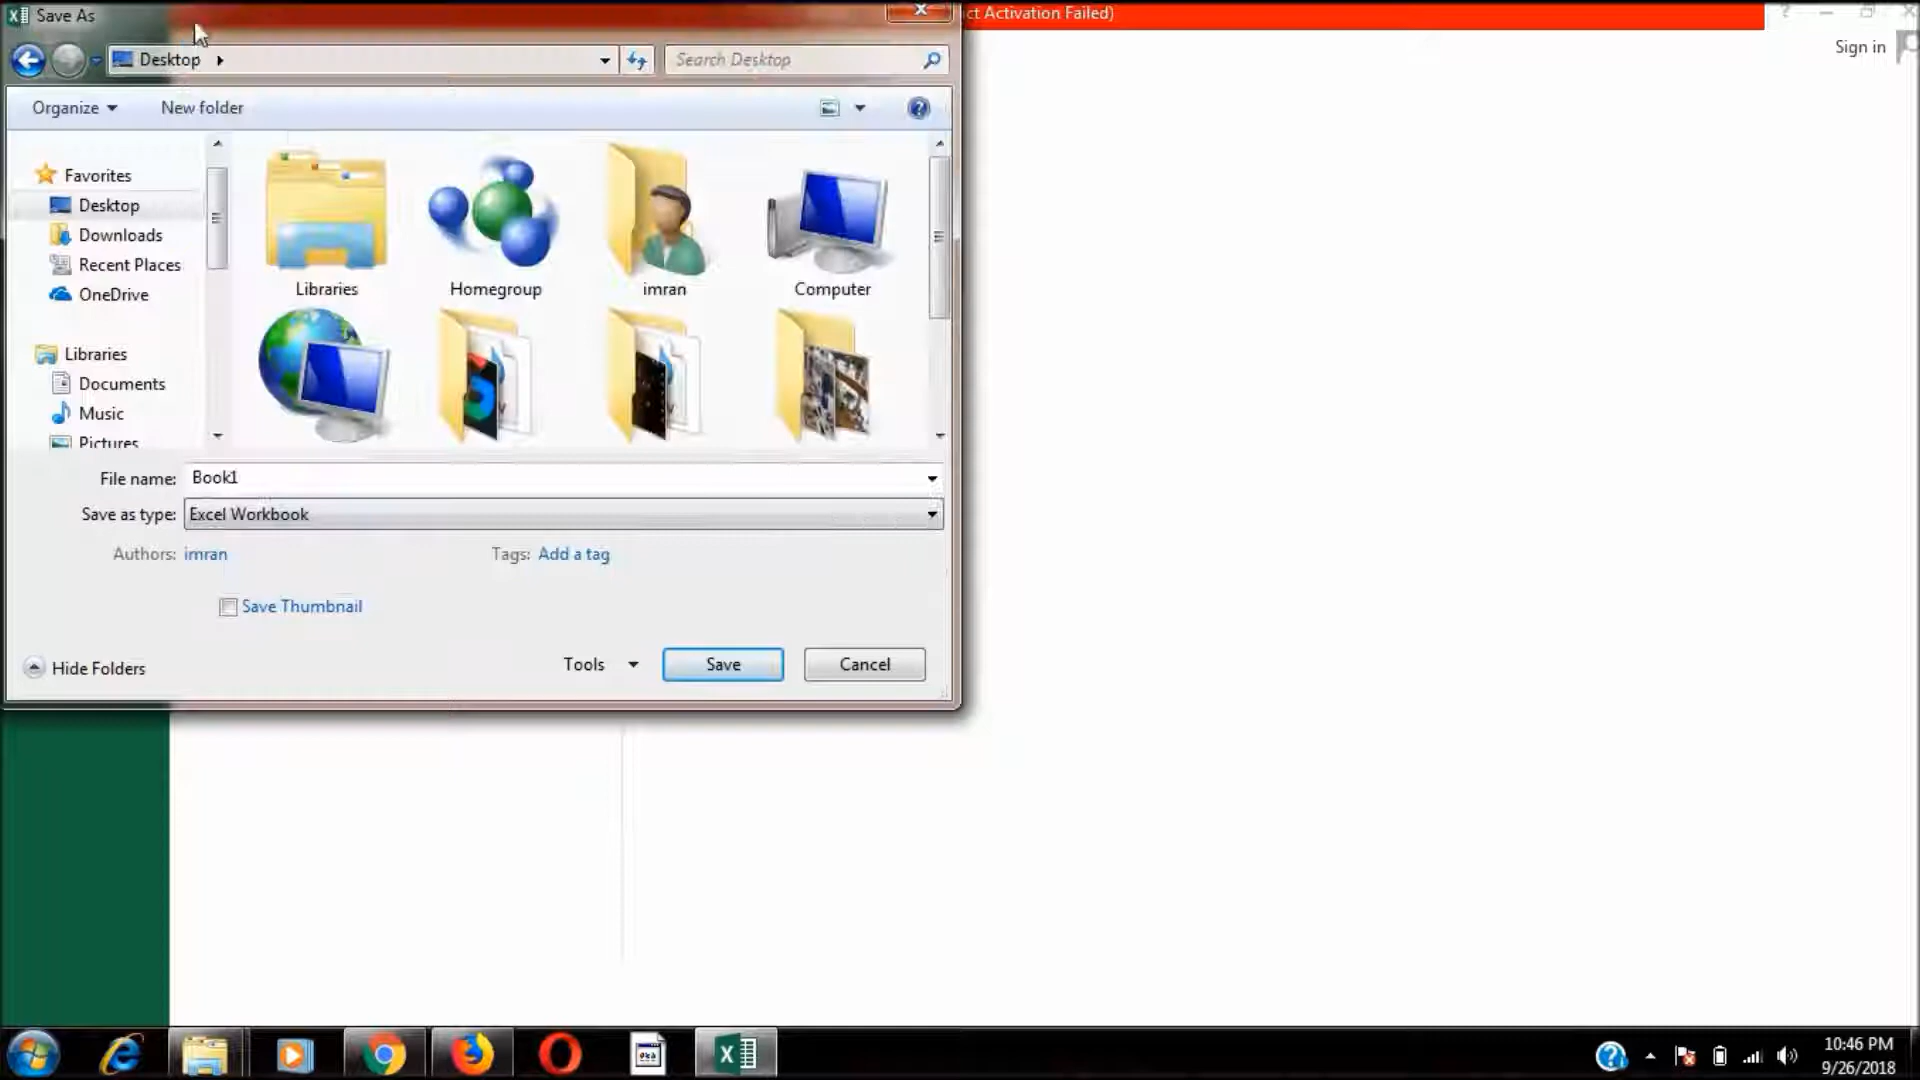 Save As
ct Activation Failed)
?
Sign in
Desktop
Search Desktop
Organize
New folder
Favorites
Desktop
Downloads
Recent Places
OneDrive
Libraries
Documents
Music
Pictures
Libraries
Homegroup
imran
Computer
File name: Book1
Save as type: Excel Workbook
Authors: imran
Tags: Add a tag
Save Thumbnail
Hide Folders
Tools
Save
Cancel
10:46 PM
9/26/2018